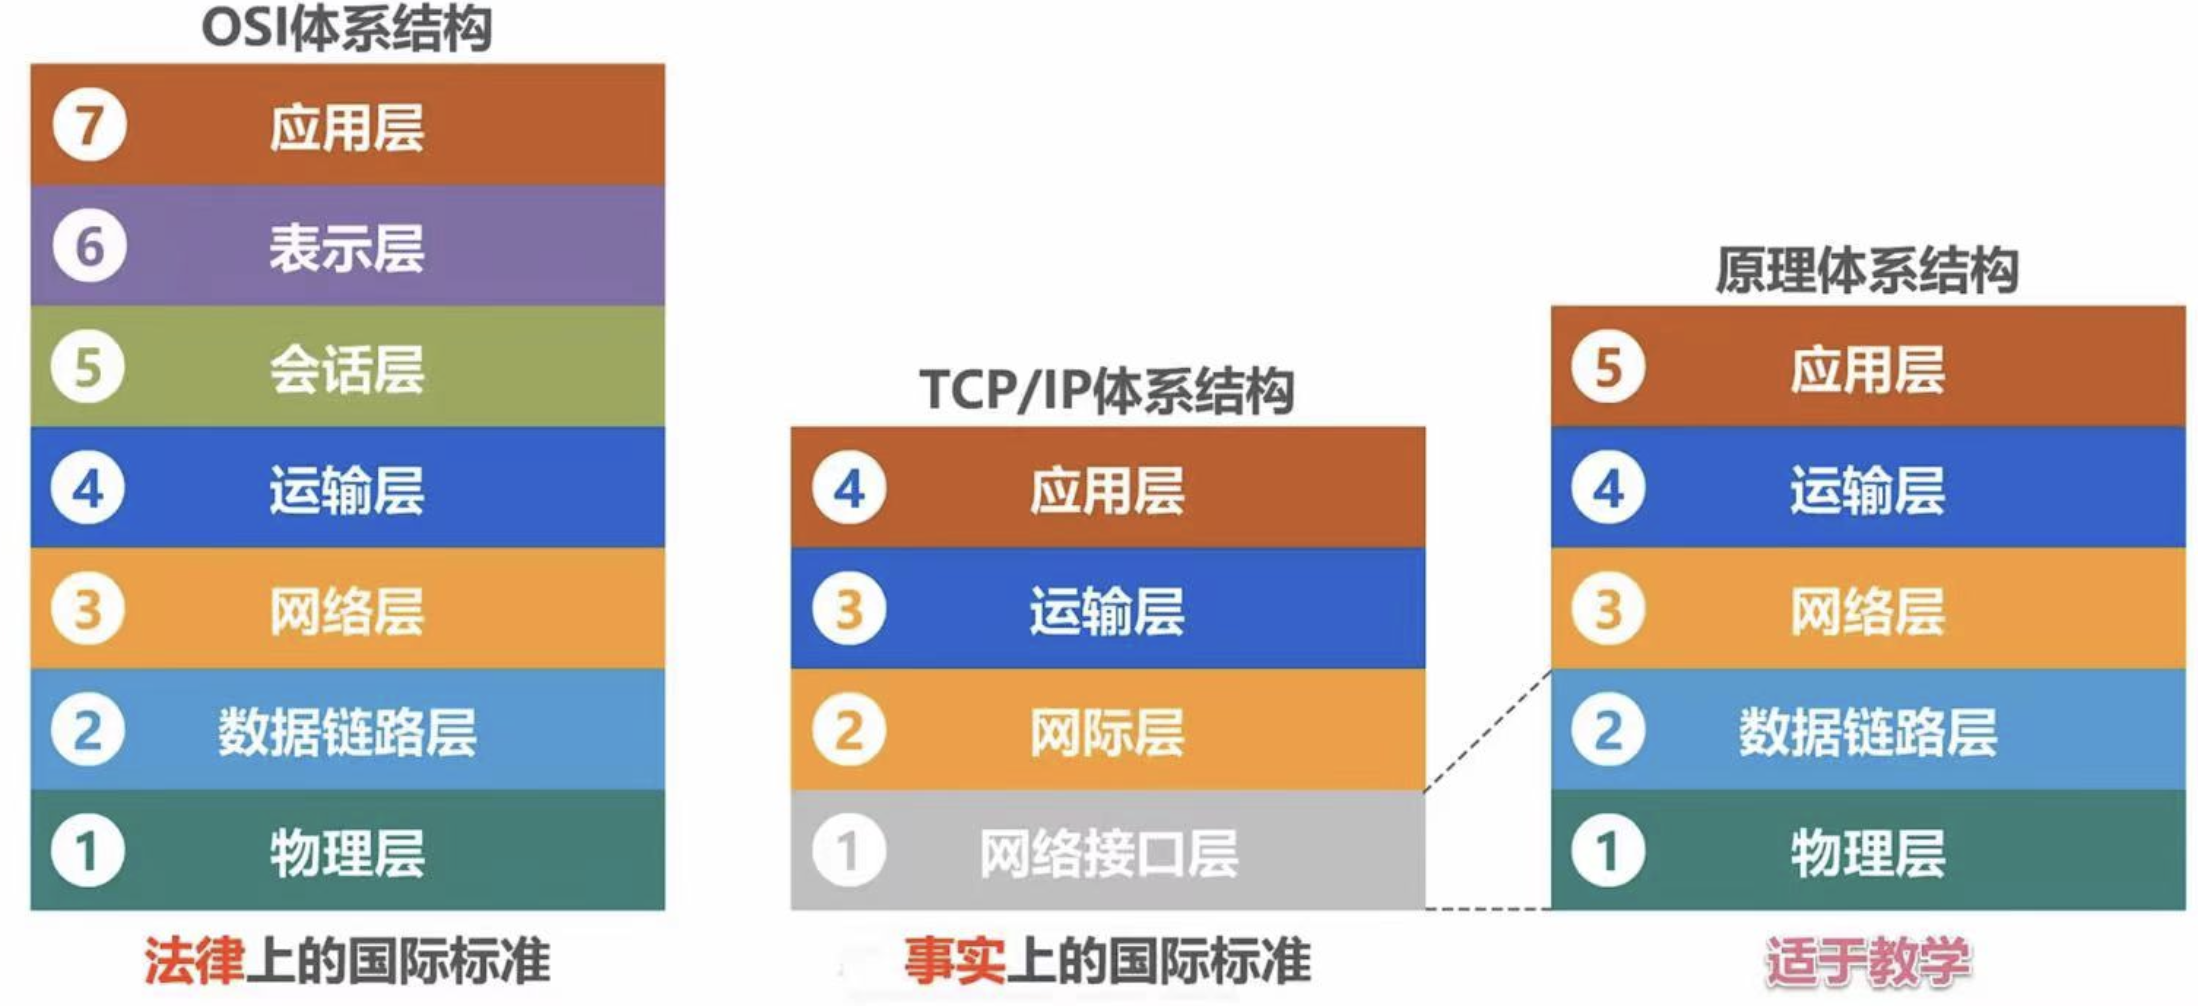 OSI体系结构
7 应用层
6 表示层
5 会话层
4 运输层
3 网络层
2 数据链路层
1 物理层
法律上的国际标准
TCP/IP体系结构
4 应用层
3 运输层
2 网际层
1 网络接口层
事实上的国际标准
原理体系结构
5 应用层
4 运输层
3 网络层
2 数据链路层
1 物理层
适于教学